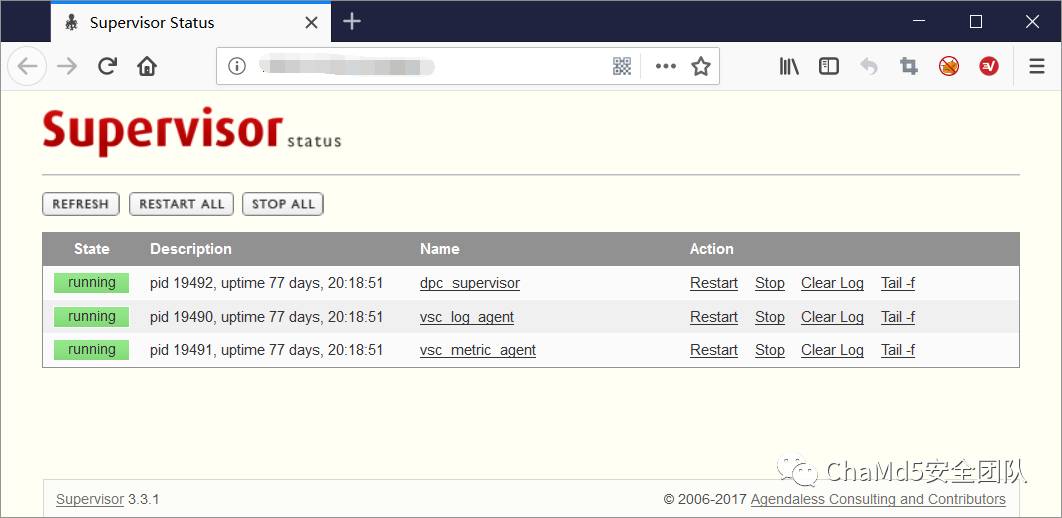 Supervisor Status
Supervisor status
REFRESH RESTART ALL STOP ALL
State Description Name Action
running pid 19492, uptime 77 days, 20:18:51 dpc_supervisor Restart Stop Clear Log Tail -f
running pid 19490, uptime 77 days, 20:18:51 vsc_log_agent Restart Stop Clear Log Tail -f
running pid 19491, uptime 77 days, 20:18:51 vsc_metric_agent Restart Stop Clear Log Tail -f
ChaMd5安全团队
Supervisor 3.3.1 © 2006-2017 Agendaless Consulting and Contributors